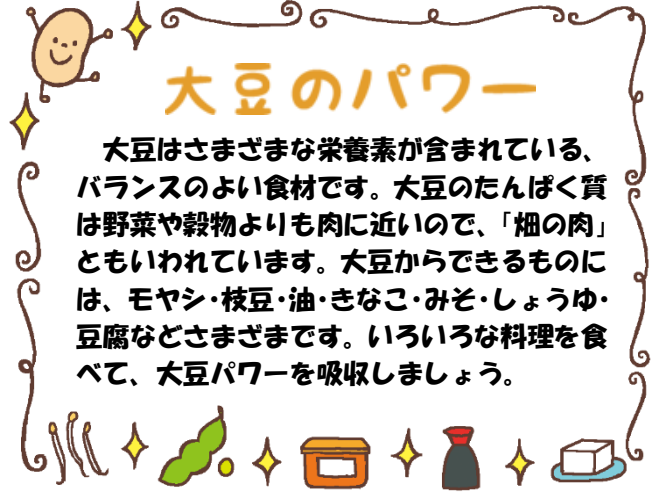 大豆のパワー
　大豆はさまざまな栄養素が含まれている、
バランスのよい食材です。大豆のたんぱく質
は野菜や穀物よりも肉に近いので、「畑の肉」
ともいわれています。大豆からできるものに
は、モヤシ・枝豆・油・きなこ・みそ・しょうゆ・
豆腐などさまざまです。いろいろな料理を食
べて、大豆パワーを吸収しましょう。